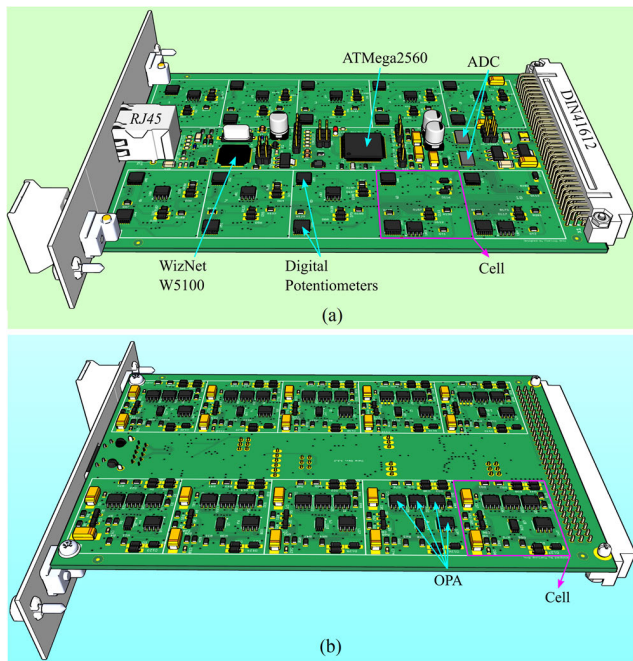 ATMega2560
ADC
RJ45
DIN41612
WizNet
W5100
Digital
Potentiometers
Cell
(a)
OPA
Cell
(b)